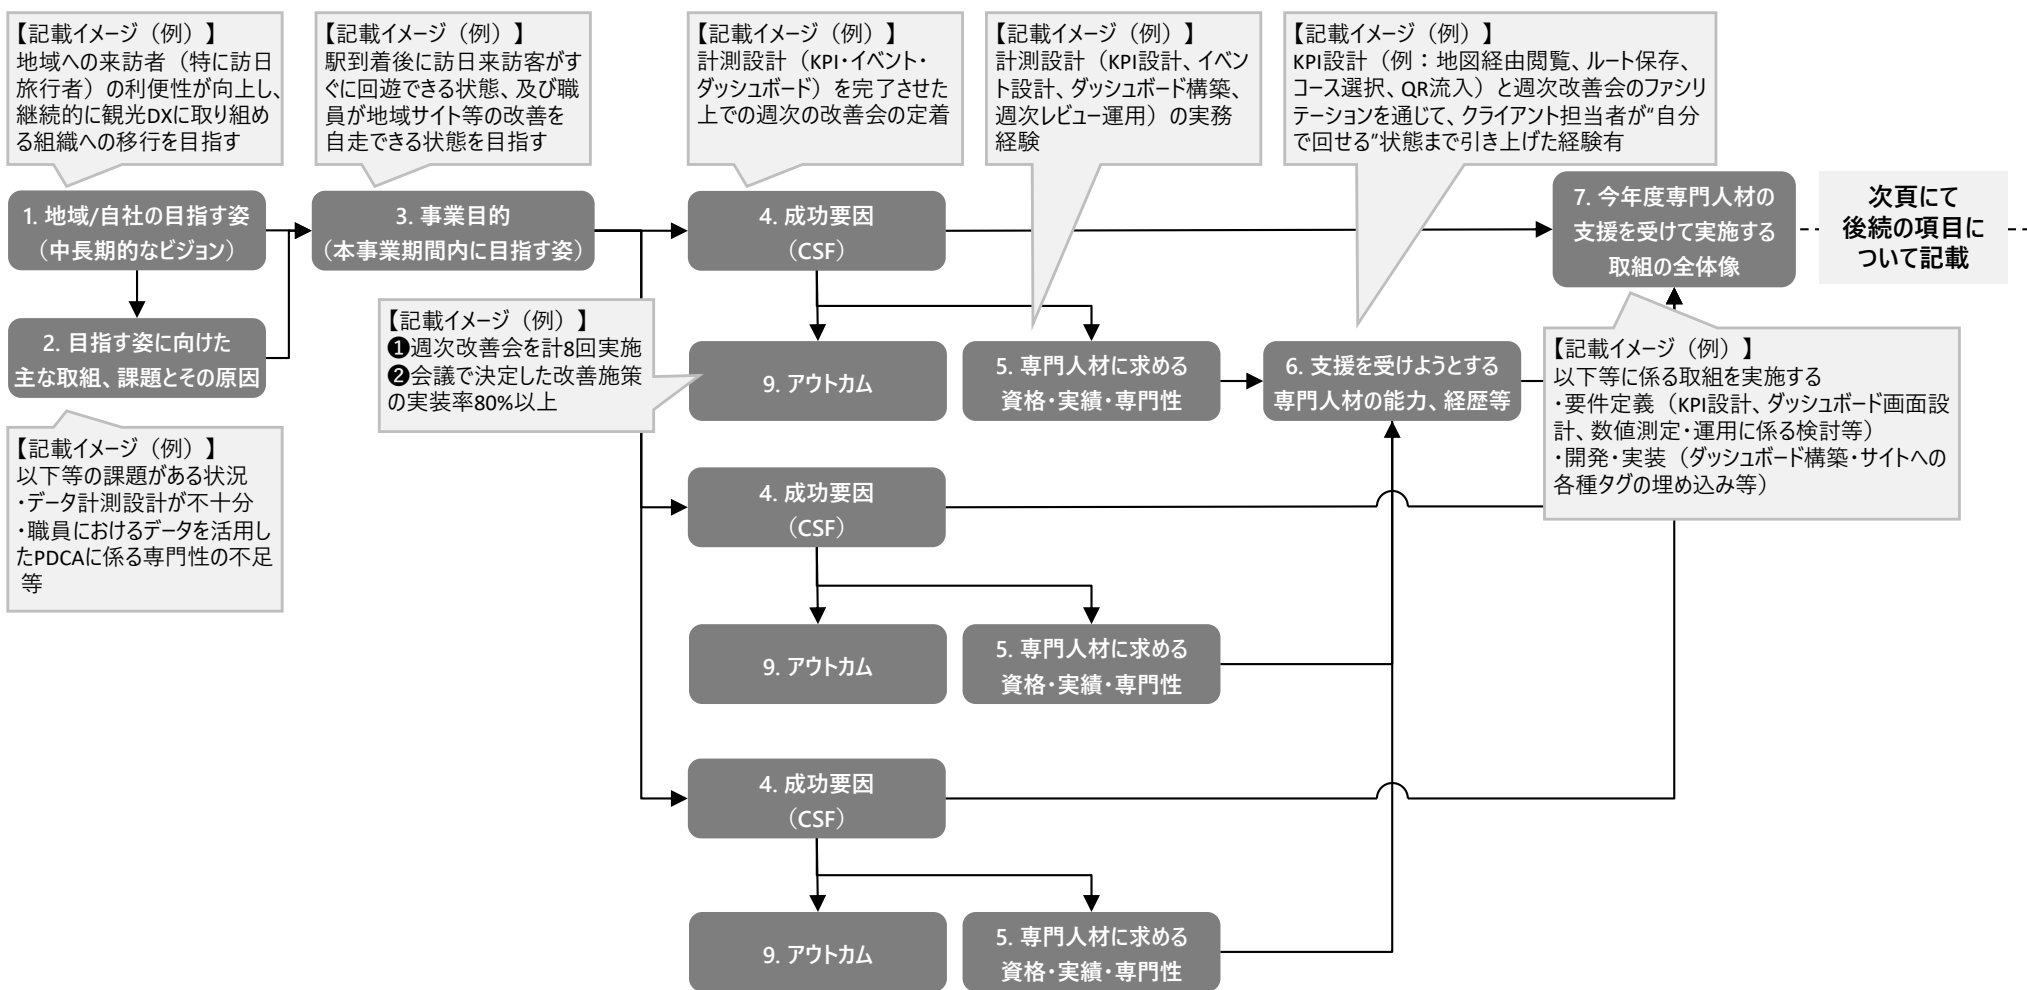 【記載イメージ（例）】
地域への来訪者（特に訪日
旅行者）の利便性が向上し、
継続的に観光DXに取り組め
る組織への移行を目指す
【記載イメージ（例）】
駅到着後に訪日来訪客がす
ぐに回遊できる状態、及び職
員が地域サイト等の改善を
自走できる状態を目指す
【記載イメージ（例）】
計測設計（KPI・イベント・
ダッシュボード）を完了させた
上での週次の改善会の定着
【記載イメージ（例）】
計測設計（KPI設計、イベン
ト設計、ダッシュボード構築、
週次レビュー運用）の実務
経験
【記載イメージ（例）】
KPI設計（例：地図経由閲覧、ルート保存、
コース選択、QR流入）と週次改善会のファシリ
テーションを通じて、クライアント担当者が“自分
で回せる”状態まで引き上げた経験有
1. 地域/自社の目指す姿
（中長期的なビジョン）
3. 事業目的
（本事業期間内に目指す姿）
4. 成功要因
（CSF）
7. 今年度専門人材の
支援を受けて実施する
取組の全体像
次頁にて
後続の項目に
ついて記載
2. 目指す姿に向けた
主な取組、課題とその原因
【記載イメージ（例）】
❶週次改善会を計8回実施
❷会議で決定した改善施策
の実装率80%以上
9. アウトカム
5. 専門人材に求める
資格・実績・専門性
6. 支援を受けようとする
専門人材の能力、経歴等
【記載イメージ（例）】
以下等に係る取組を実施する
・要件定義（KPI設計、ダッシュボード画面設
計、数値測定・運用に係る検討等）
・開発・実装（ダッシュボード構築・サイトへの
各種タグの埋め込み等）
【記載イメージ（例）】
以下等の課題がある状況
・データ計測設計が不十分
・職員におけるデータを活用し
たPDCAに係る専門性の不足
等
4. 成功要因
（CSF）
9. アウトカム
5. 専門人材に求める
資格・実績・専門性
4. 成功要因
（CSF）
9. アウトカム
5. 専門人材に求める
資格・実績・専門性